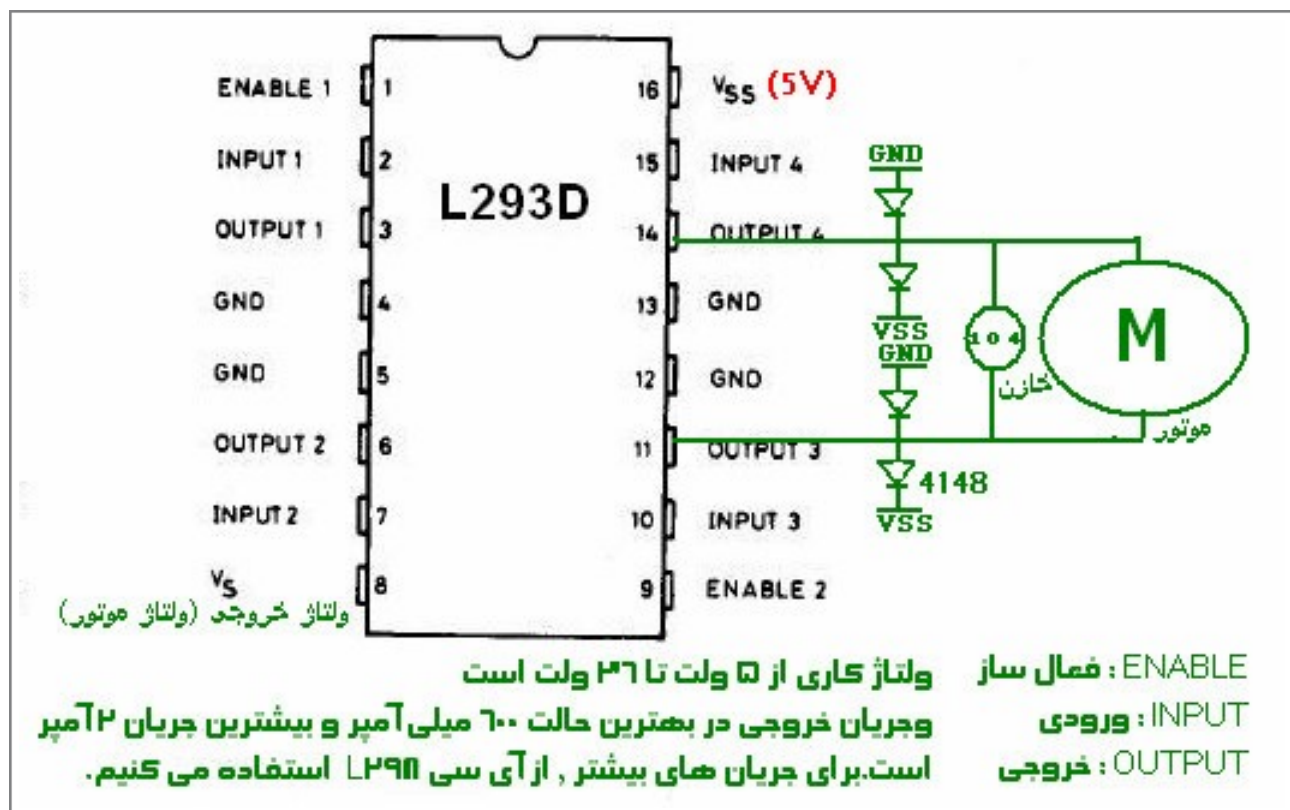 ENABLE 1 1
INPUT 1 2
OUTPUT 1 3
GND 4
GND 5
OUTPUT 2 6
INPUT 2 7
VS 8
ولتاژ خروجی (ولتاژ موتور)
L293D
16 VSS (5V)
15 INPUT 4
14 OUTPUT 4
13 GND
12 GND
11 OUTPUT 3
10 INPUT 3
9 ENABLE 2
GND
VSS
GND
4148
VSS
104
خازن
M
موتور
ENABLE : فعال ساز
INPUT : ورودی
OUTPUT : خروجی
ولتاژ کاری از ۵ ولت تا ۳۶ ولت است
وجریان خروجی در بهترین حالت ۶۰۰ میلی آمپر و بیشترین جریان ۲آمپر
است.برای جریان های بیشتر , از آی سی L۲۹۸ استفاده می کنیم.